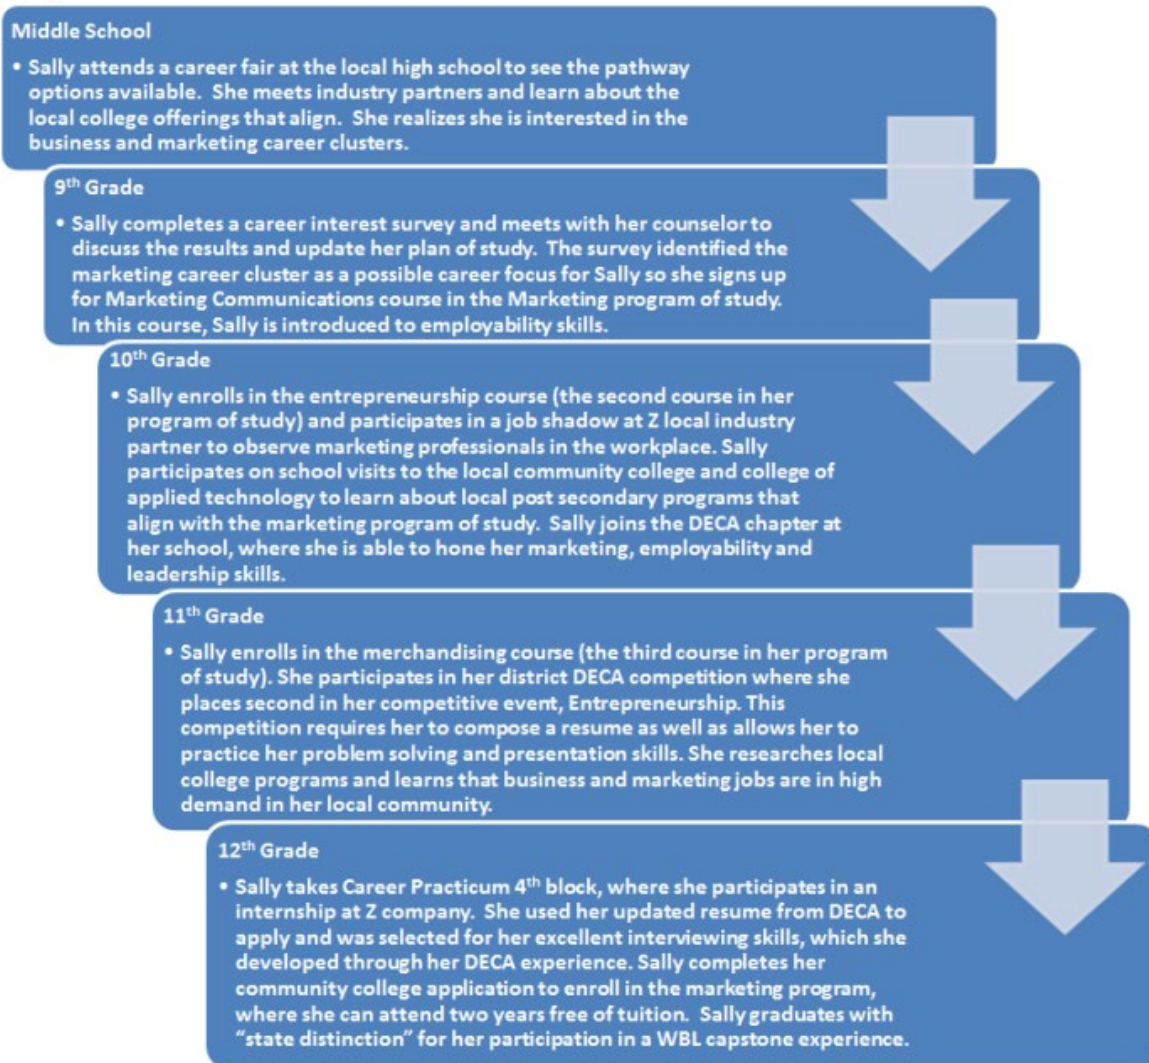 Middle School
• Sally attends a career fair at the local high school to see the pathway
options available. She meets industry partners and learn about the
local college offerings that align. She realizes she is interested in the
business and marketing career clusters.
9th Grade
• Sally completes a career interest survey and meets with her counselor to
discuss the results and update her plan of study. The survey identified the
marketing career cluster as a possible career focus for Sally so she signs up
for Marketing Communications course in the Marketing program of study.
In this course, Sally is introduced to employability skills.
10th Grade
• Sally enrolls in the entrepreneurship course (the second course in her
program of study) and participates in a job shadow at Z local industry
partner to observe marketing professionals in the workplace. Sally
participates on school visits to the local community college and college of
applied technology to learn about local post secondary programs that
align with the marketing program of study. Sally joins the DECA chapter at
her school, where she is able to hone her marketing, employability and
leadership skills.
11th Grade
• Sally enrolls in the merchandising course (the third course in her program
of study). She participates in her district DECA competition where she
places second in her competitive event, Entrepreneurship. This
competition requires her to compose a resume as well as allows her to
practice her problem solving and presentation skills. She researches local
college programs and learns that business and marketing jobs are in high
demand in her local community.
12th Grade
• Sally takes Career Practicum 4th block, where she participates in an
internship at Z company. She used her updated resume from DECA to
apply and was selected for her excellent interviewing skills, which she
developed through her DECA experience. Sally completes her
community college application to enroll in the marketing program,
where she can attend two years free of tuition. Sally graduates with
“state distinction” for her participation in a WBL capstone experience.